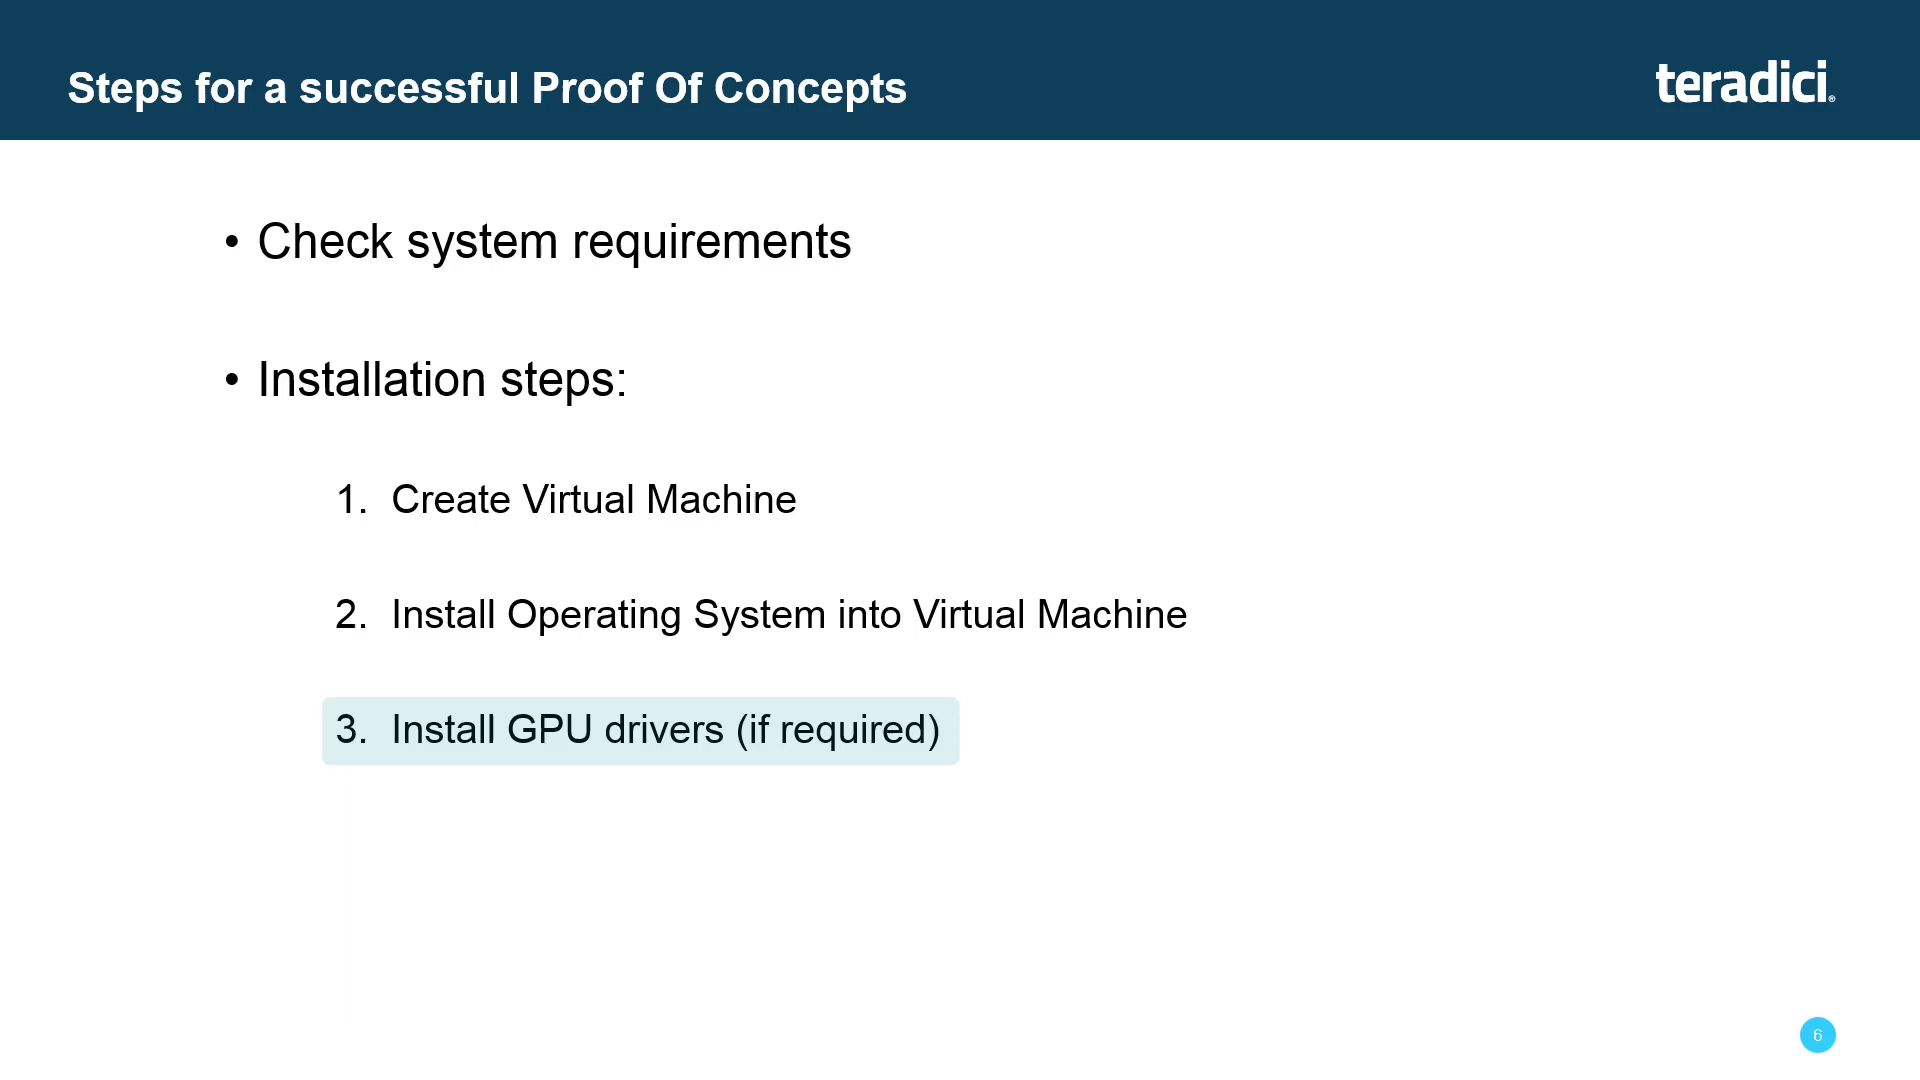 Steps for a successful Proof Of Concepts
teradici®
• Check system requirements
• Installation steps:
1. Create Virtual Machine
2. Install Operating System into Virtual Machine
3. Install GPU drivers (if required)
6